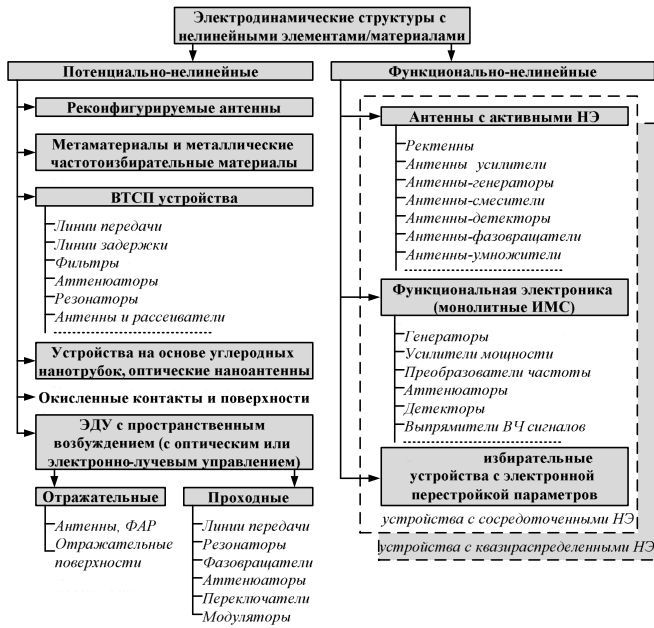 Электродинамические структуры с
нелинейными элементами/материалами
Потенциально-нелинейные
Реконфигурируемые антенны
Метаматериалы и металлические
частотоизбирательные материалы
ВТСП устройства
Линии передачи
Линии задержки
Фильтры
Аттенюаторы
Резонаторы
Антенны и рассеиватели
Устройства на основе углеродных
нанотрубок, оптические наноантенны
Окисленные контакты и поверхности
ЭДУ с пространственным
возбуждением (с оптическим или
электронно-лучевым управлением)
Отражательные
Антенны, ФАР
Отражательные
поверхности
Проходные
Линии передачи
Резонаторы
Фазовращатели
Аттенюаторы
Переключатели
Модуляторы
Функционально-нелинейные
Антенны с активными НЭ
Ректенны
Антенны усилители
Антенны-генераторы
Антенны-смесители
Антенны-детекторы
Антенны-фазовращатели
Антенны-умножители
Функциональная электроника
(монолитные ИМС)
Генераторы
Усилители мощности
Преобразователи частоты
Аттенюаторы
Детекторы
Выпрямители ВЧ сигналов
избирательные
устройства с электронной
перестройкой параметров
устройства с сосредоточенными НЭ
устройства с квазираспределенными НЭ